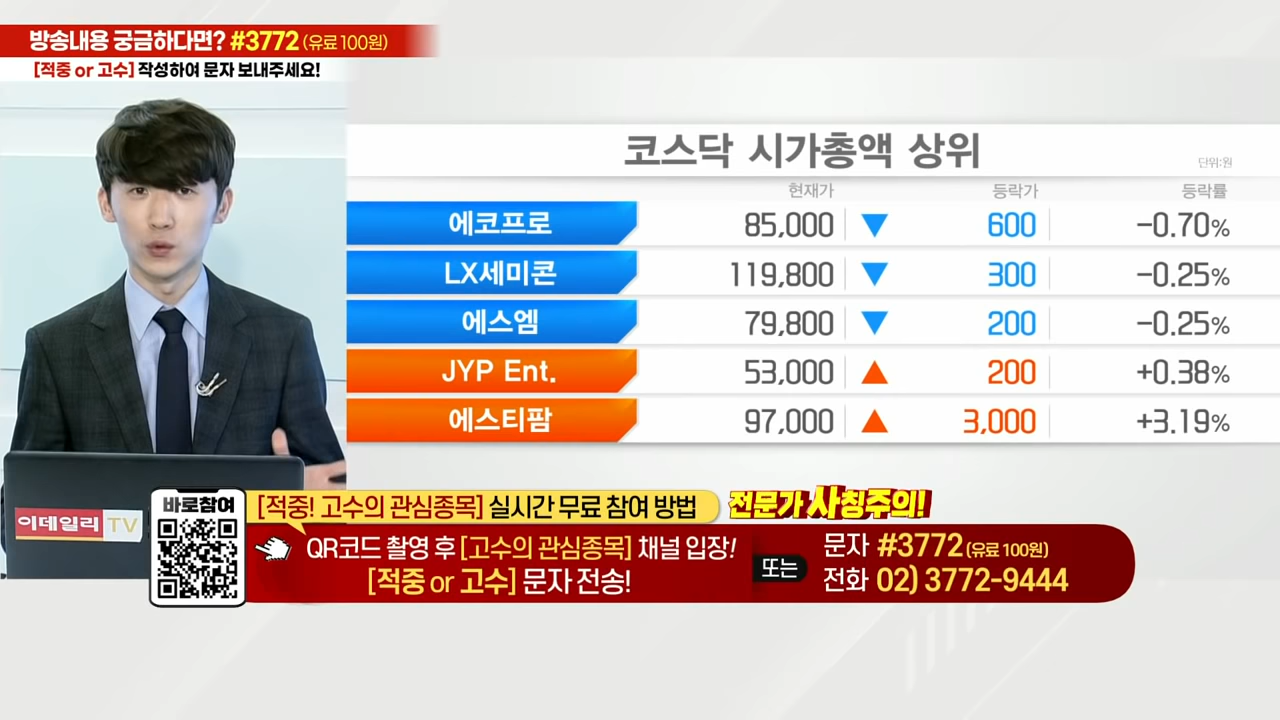 방송내용 궁금하다면? #3772 (유료 100원)
[적중 or 고수] 작성하여 문자 보내주세요!
코스닥 시가총액 상위
단위:원
현재가 등락가 등락률
에코프로 85,000 ▼ 600 -0.70%
LX세미콘 119,800 ▼ 300 -0.25%
에스엠 79,800 ▼ 200 -0.25%
JYP Ent. 53,000 ▲ 200 +0.38%
에스티팜 97,000 ▲ 3,000 +3.19%
이데일리 TV
바로참여
[적중! 고수의 관심종목] 실시간 무료 참여 방법
전문가 사칭주의!
QR코드 촬영 후 [고수의 관심종목] 채널 입장!
[적중 or 고수] 문자 전송!
또는
문자 #3772 (유료 100원)
전화 02) 3772-9444